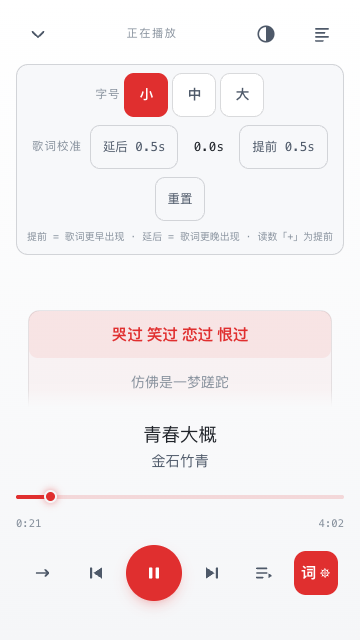 正在播放
字号 小 中 大
歌词校准 延后 0.5s 0.0s 提前 0.5s
重置
提前 = 歌词更早出现 · 延后 = 歌词更晚出现 · 读数「+」为提前
哭过 笑过 恋过 恨过
仿佛是一梦蹉跎
青春大概
金石竹青
0:21 4:02
词